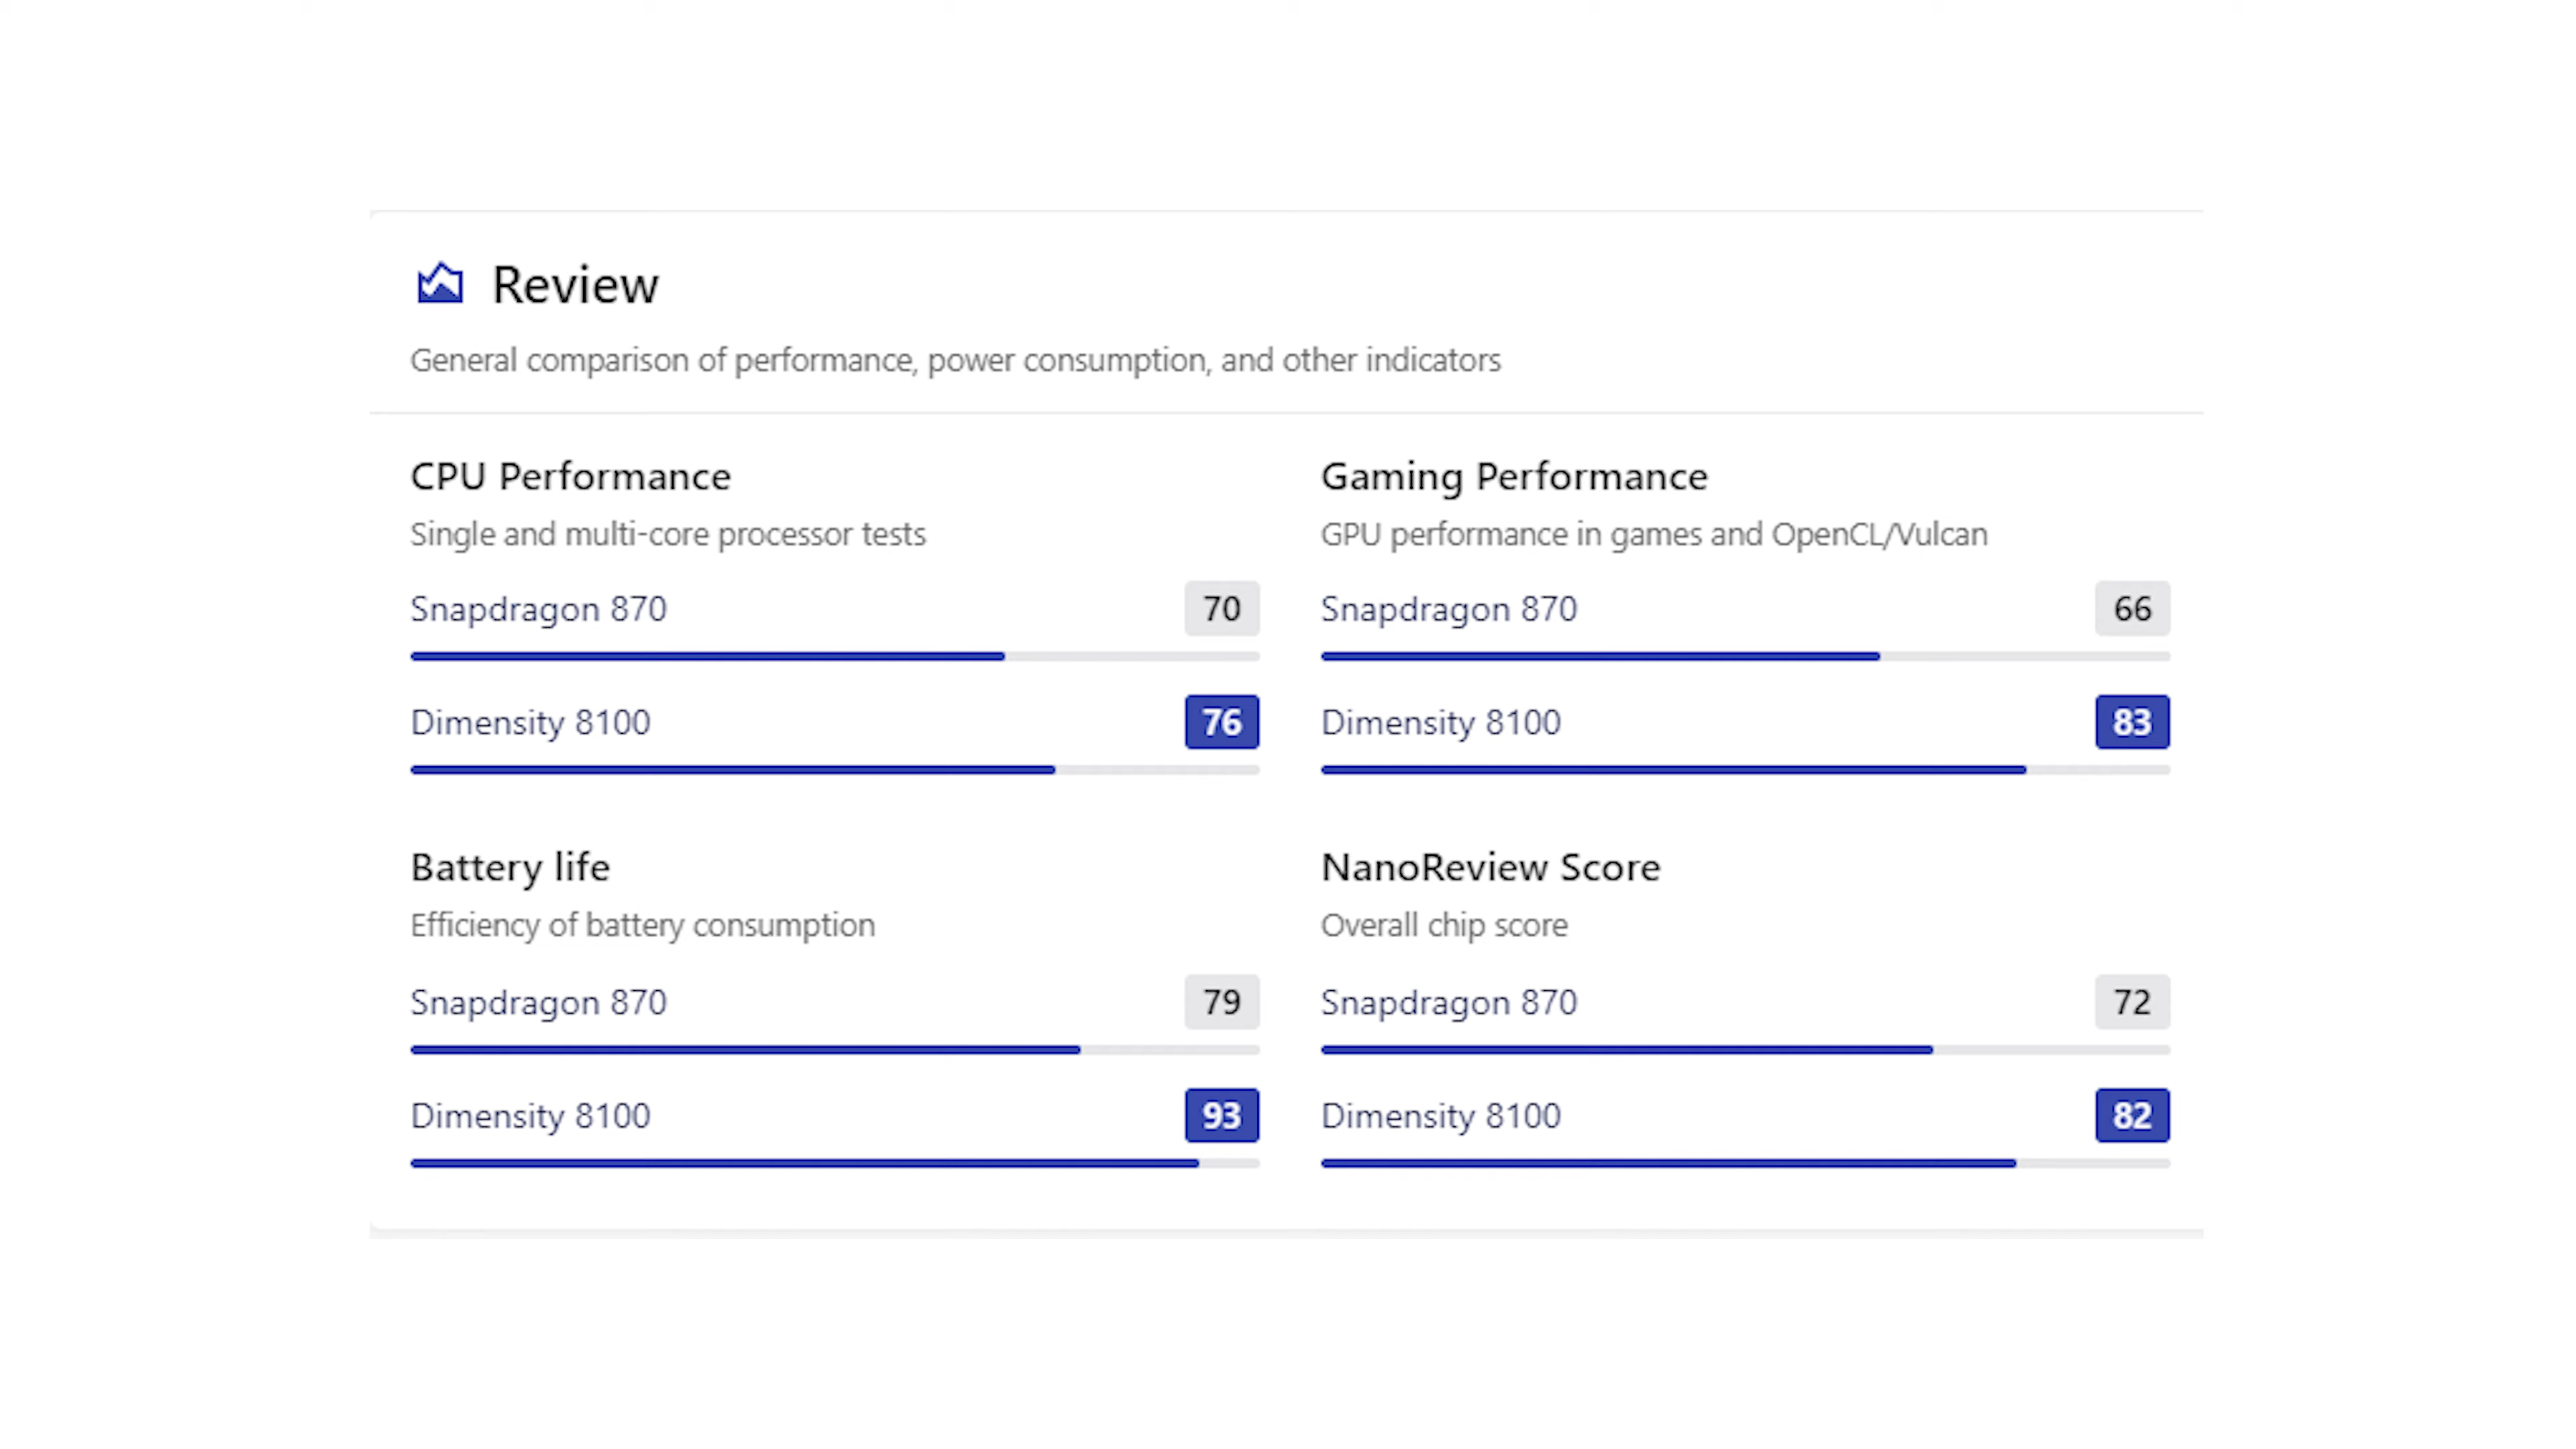 Review
General comparison of performance, power consumption, and other indicators
CPU Performance
Single and multi-core processor tests
Snapdragon 870
70
Dimensity 8100
76
Gaming Performance
GPU performance in games and OpenCL/Vulcan
Snapdragon 870
66
Dimensity 8100
83
Battery life
Efficiency of battery consumption
Snapdragon 870
79
Dimensity 8100
93
NanoReview Score
Overall chip score
Snapdragon 870
72
Dimensity 8100
82